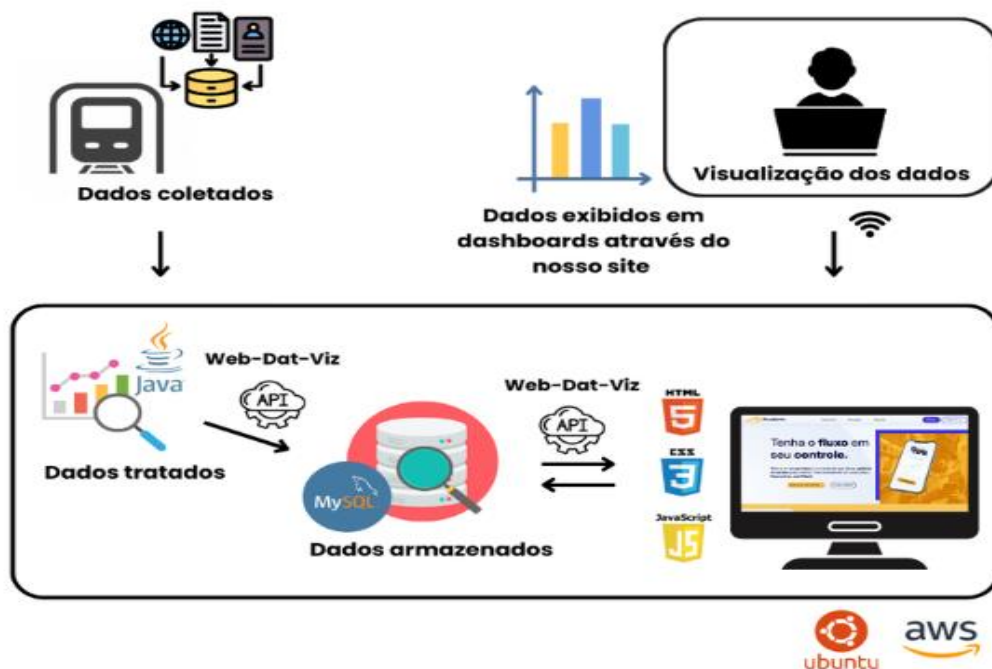 Dados coletados
Visualização dos dados
Dados exibidos em
dashboards através do
nosso site
Java
Web-Dat-Viz
API
Dados tratados
MySQL
Dados armazenados
Web-Dat-Viz
API
HTML
5
CSS
3
JavaScript
JS
Tenha o fluxo em
seu controle.
ubuntu
aws